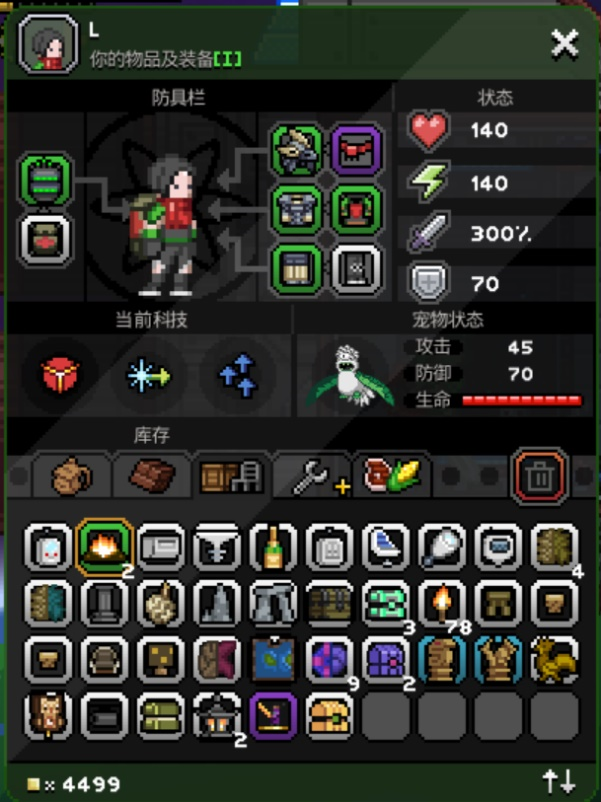 L
你的物品及装备[I]
防具栏
状态
140
140
300%
70
当前科技
宠物状态
攻击 45
防御 70
生命
库存
2
4
3
78
9
2
2
x 4499